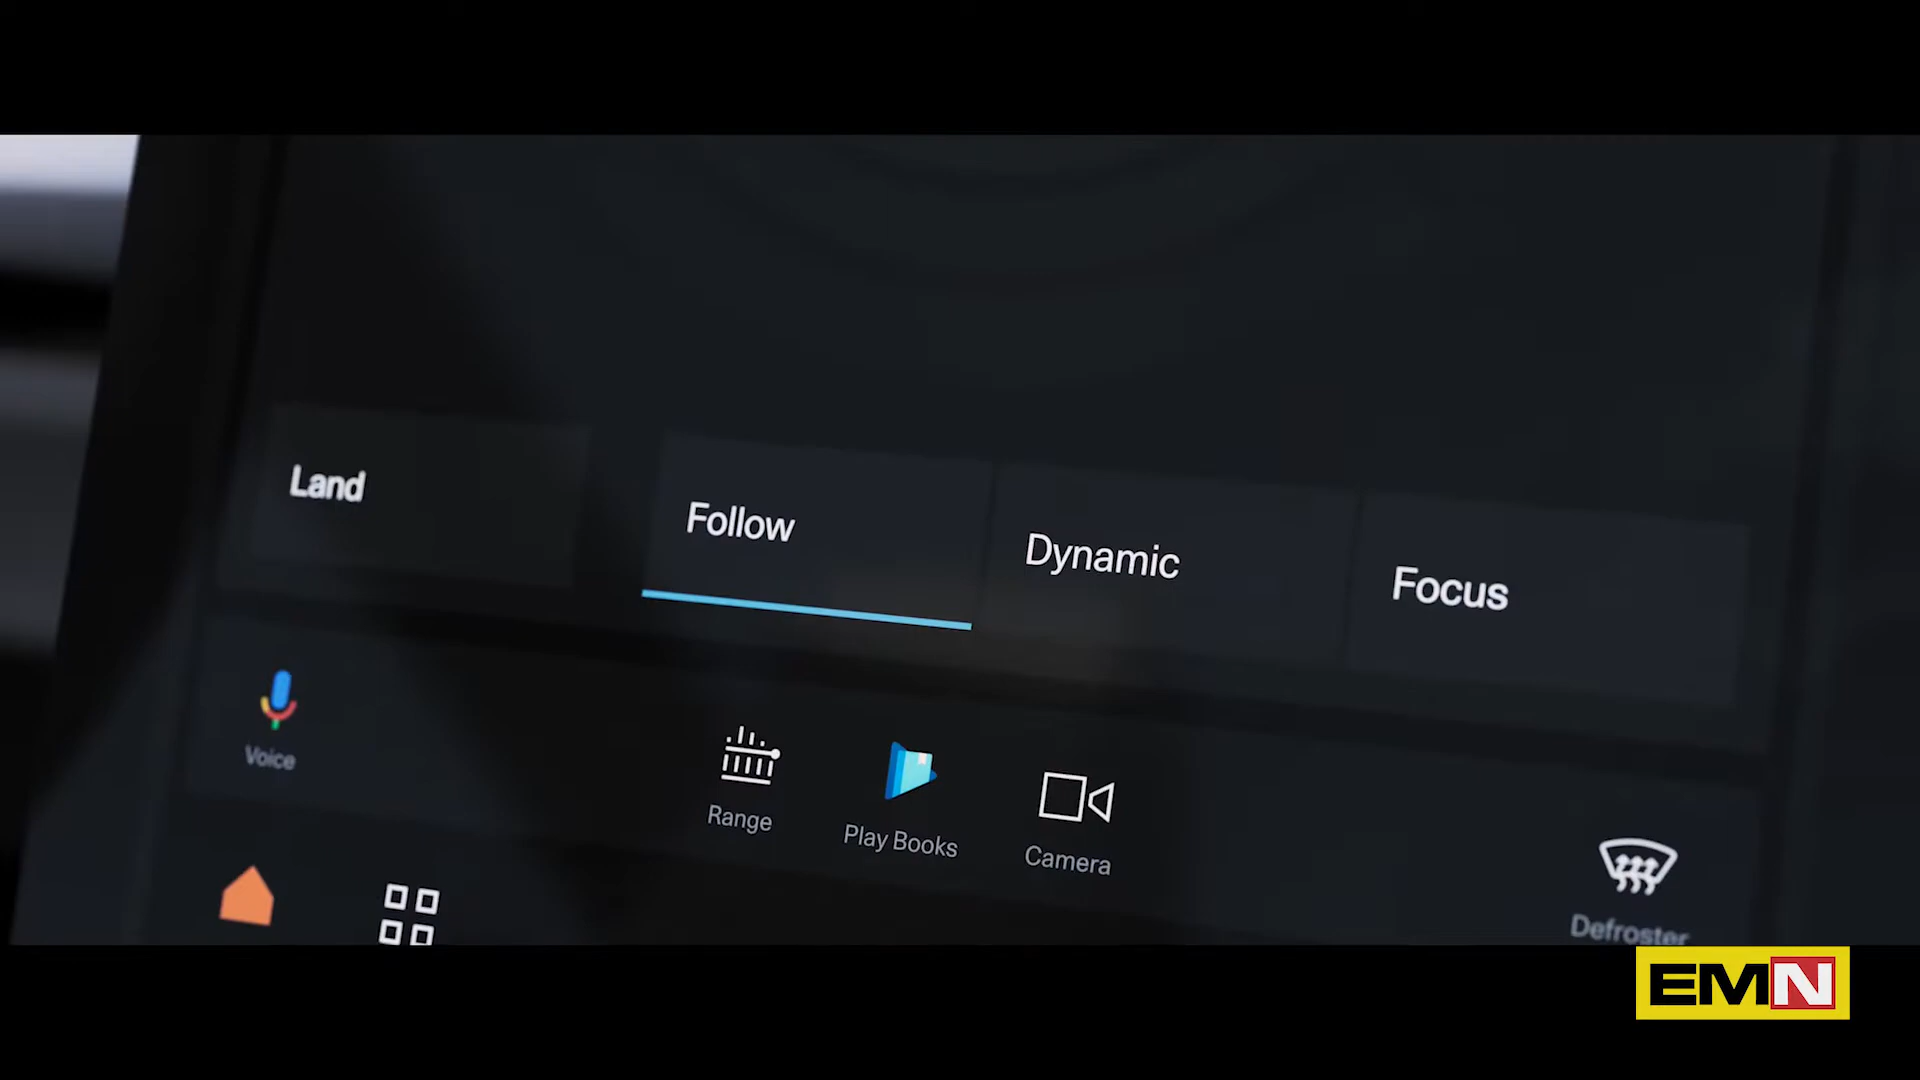 Land
Follow
Dynamic
Focus
Voice
Range
Play Books
Camera
Defroster
EMN